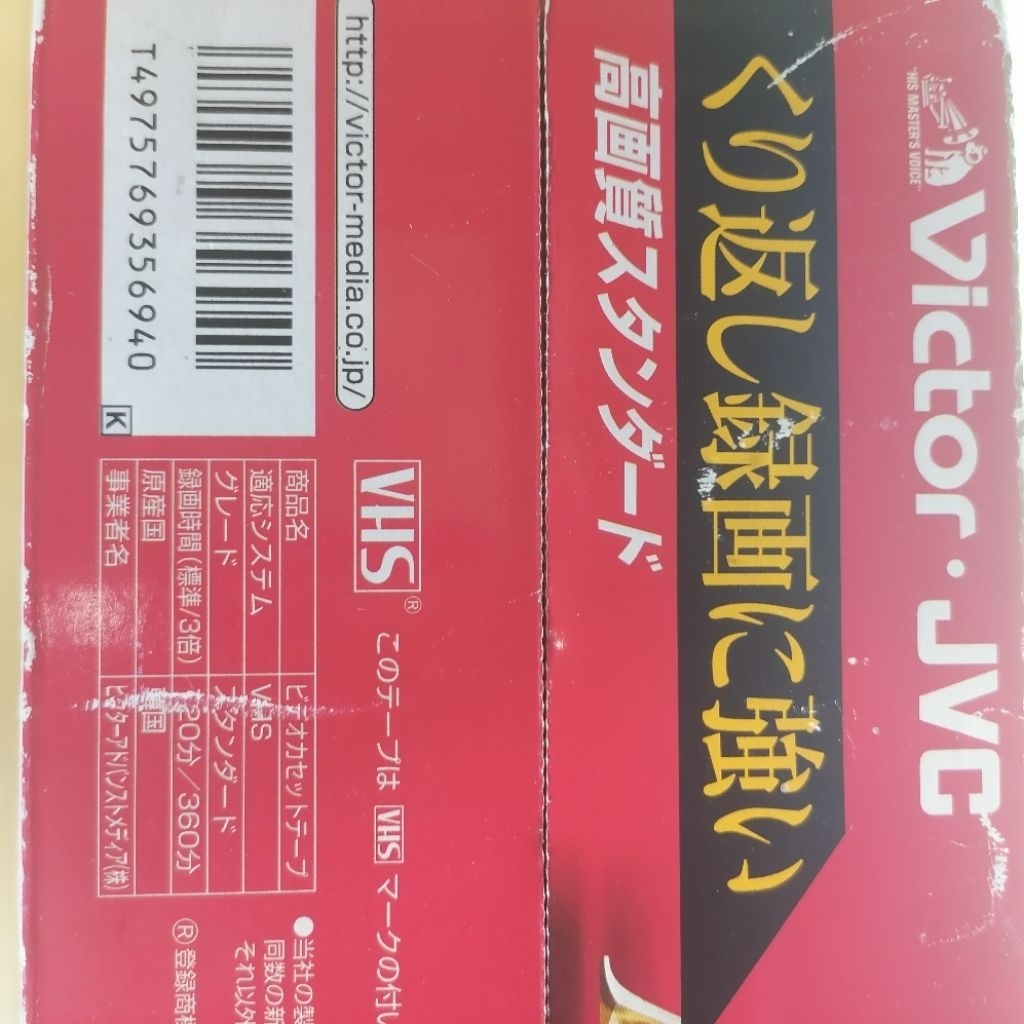 "HIS MASTER'S VOICE"
Victor・JVC
くり返し録画に強い
高画質スタンダード
http://victor-media.co.jp/
T4975769356940
K
VHS®
このテープは VHS マークの付い
商品名 ビデオカセットテープ
適応システム VHS
グレード スタンダード
録画時間(標準/3倍) 120分/360分
原産国 韓国
事業者名 ビクターアドバンストメディア(株)
●当社の製
同数の新
それ以外
®登録商標